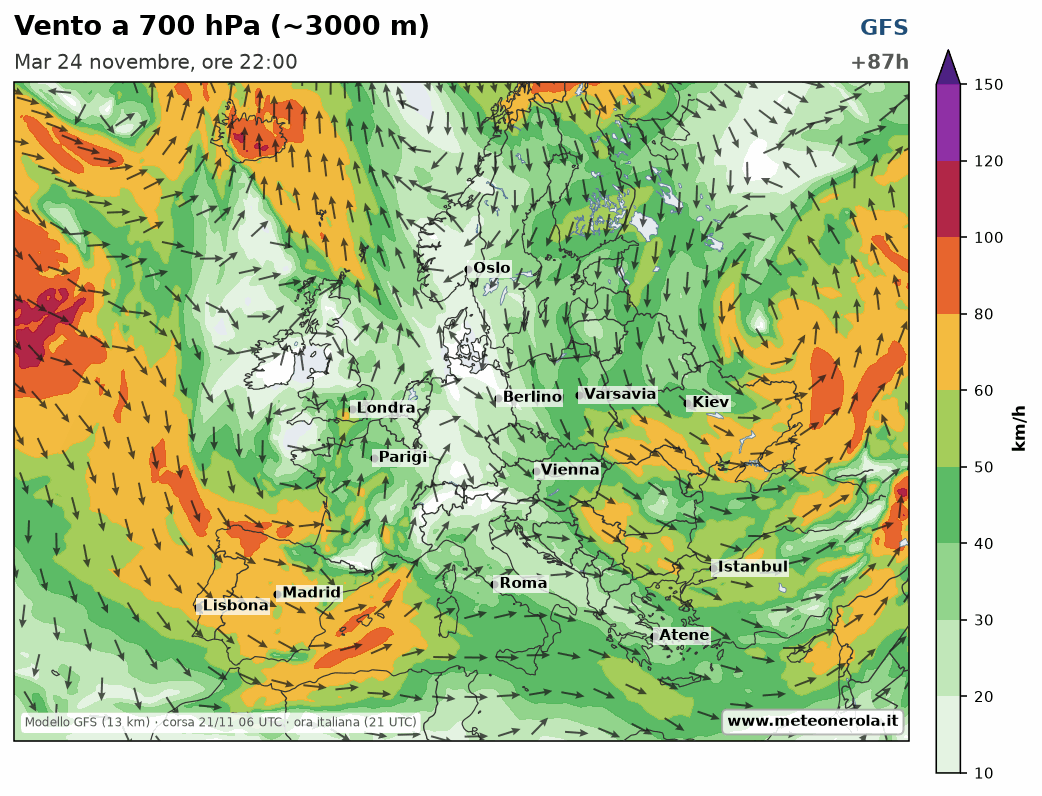 Vento a 700 hPa (~3000 m)
GFS
Mar 24 novembre, ore 22:00
+87h
150
120
100
80
60
50
40
30
20
10
km/h
Oslo
Berlino
Varsavia
Kiev
Londra
Parigi
Vienna
Istanbul
Roma
Madrid
Lisbona
Atene
Modello GFS (13 km) · corsa 21/11 06 UTC · ora italiana (21 UTC)
www.meteonerola.it